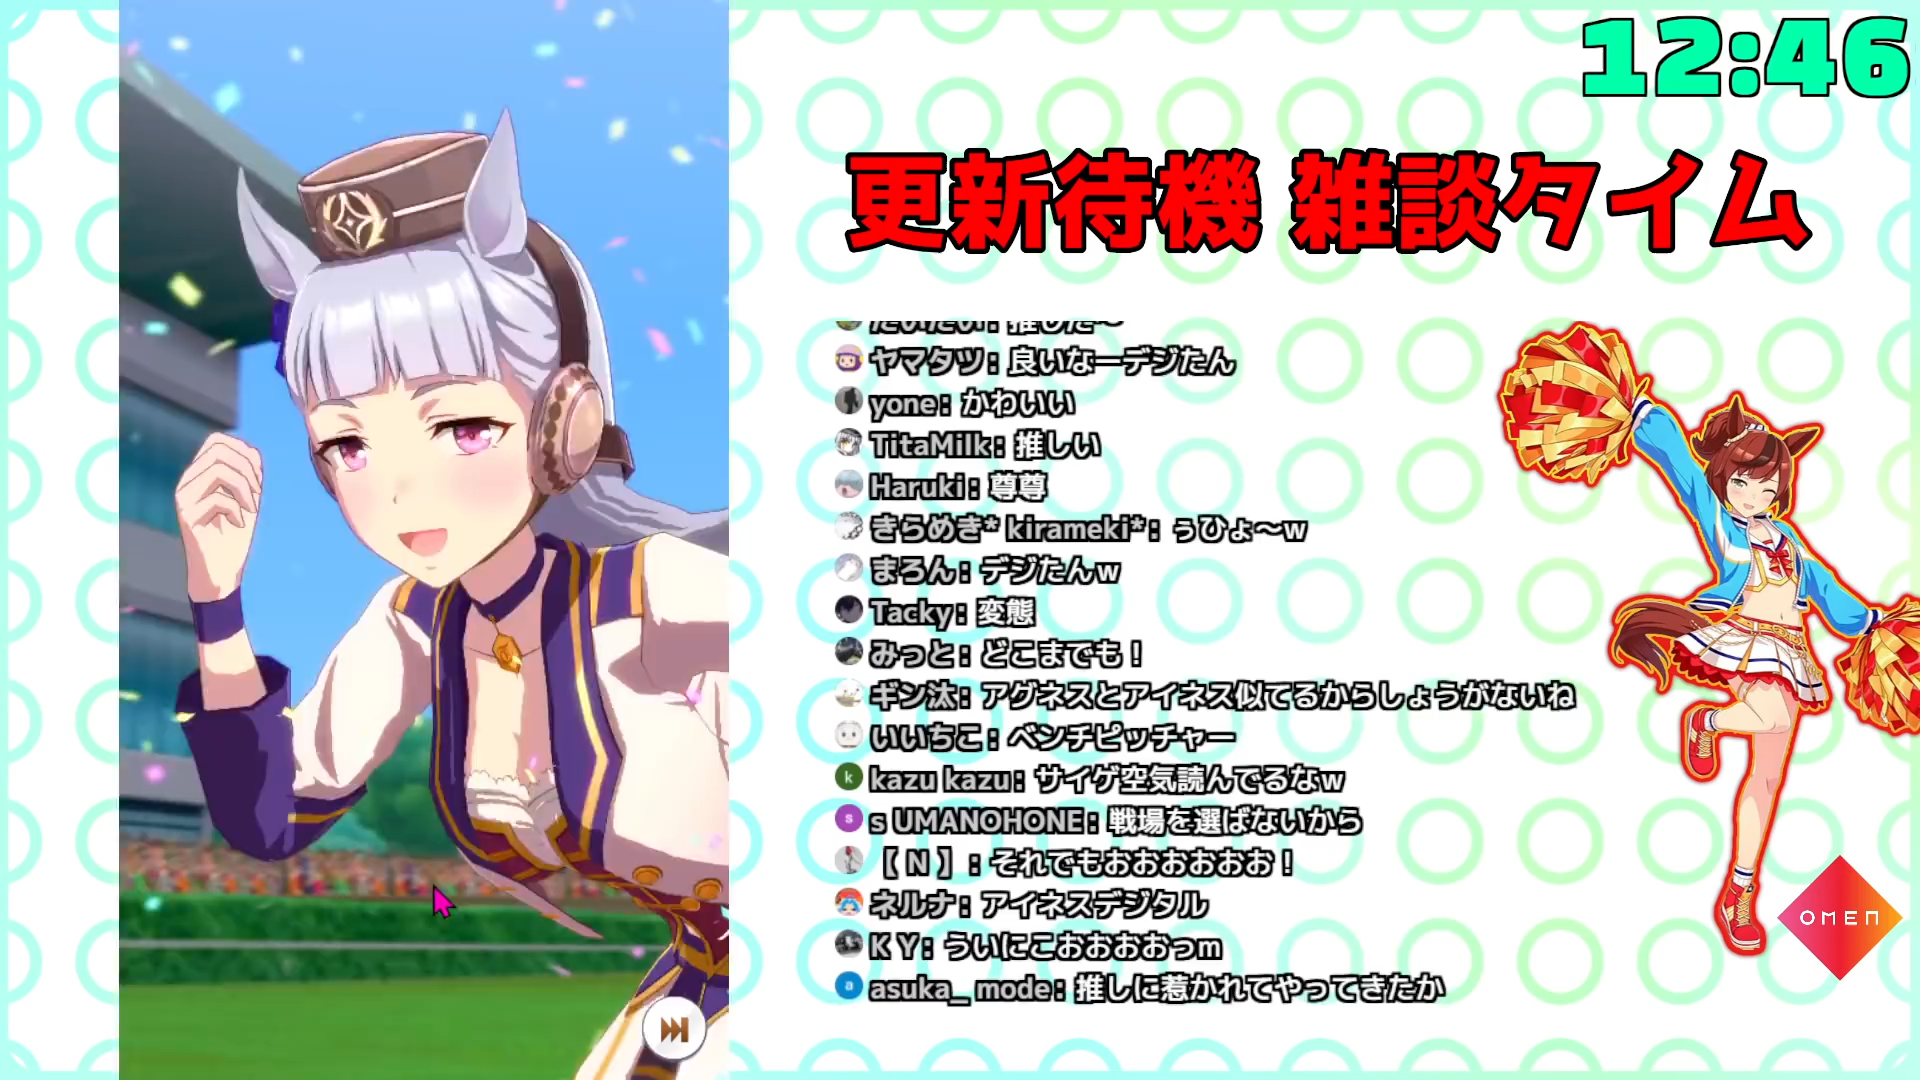 12:46
更新待機 雑談タイム
ヤマタツ: 良いなーデジたん
yone: かわいい
TitaMilk: 推しい
Haruki: 尊尊
きらめき* kirameki*: ぅひょ～w
まろん: デジたんw
Tacky: 変態
みっと: どこまでも！
ギン汰: アグネスとアイネス似てるからしょうがないね
いいちこ: ベンチピッチャー
k kazu kazu: サイゲ空気読んでるなw
s s UMANOHONE: 戦場を選ばないから
【 N 】: それでもおおおおおお！
ネルナ: アイネスデジタル
K Y: ういにこおおおおっm
a asuka_ mode: 推しに惹かれてやってきたか
OMEN